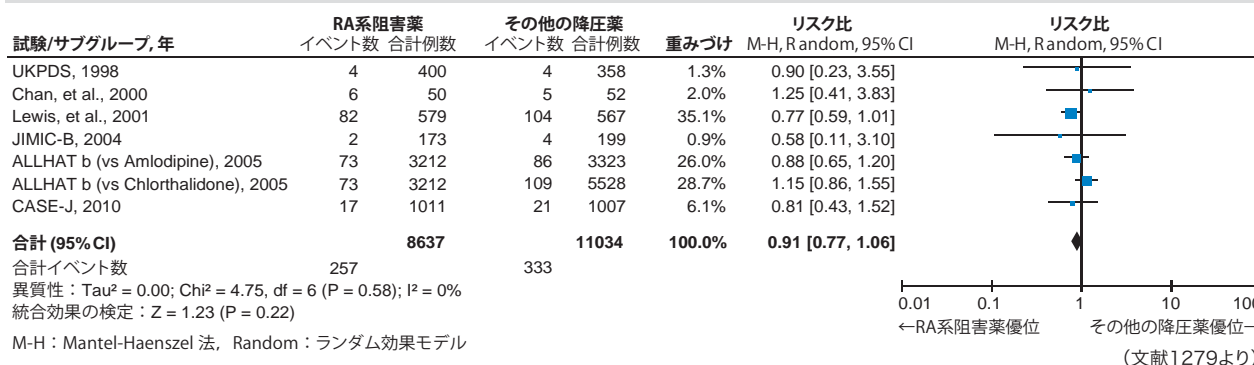 RA系阻害薬 その他の降圧薬 リスク比 リスク比
試験/サブグループ, 年 イベント数 合計例数 イベント数 合計例数 重みづけ M-H, Random, 95% CI M-H, Random, 95% CI
UKPDS, 1998 4 400 4 358 1.3% 0.90 [0.23, 3.55]
Chan, et al., 2000 6 50 5 52 2.0% 1.25 [0.41, 3.83]
Lewis, et al., 2001 82 579 104 567 35.1% 0.77 [0.59, 1.01]
JIMIC-B, 2004 2 173 4 199 0.9% 0.58 [0.11, 3.10]
ALLHAT b (vs Amlodipine), 2005 73 3212 86 3323 26.0% 0.88 [0.65, 1.20]
ALLHAT b (vs Chlorthalidone), 2005 73 3212 109 5528 28.7% 1.15 [0.86, 1.55]
CASE-J, 2010 17 1011 21 1007 6.1% 0.81 [0.43, 1.52]
合計 (95% CI) 8637 11034 100.0% 0.91 [0.77, 1.06]
合計イベント数 257 333
異質性：Tau² = 0.00; Chi² = 4.75, df = 6 (P = 0.58); I² = 0%
統合効果の検定：Z = 1.23 (P = 0.22)
0.01 0.1 1 10 100
←RA系阻害薬優位 その他の降圧薬優位→
M-H：Mantel-Haenszel 法，Random：ランダム効果モデル
（文献1279より）